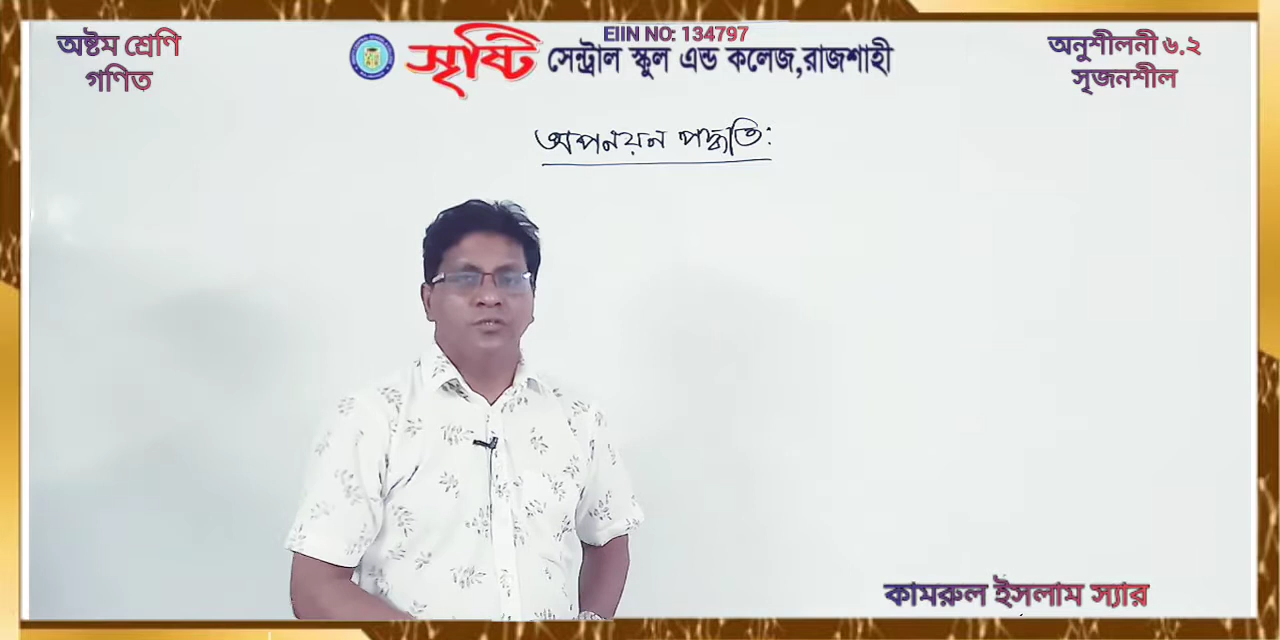 অষ্টম শ্রেণি
গণিত
EIIN NO: 134797
সৃষ্টি সেন্ট্রাল স্কুল এন্ড কলেজ,রাজশাহী
অনুশীলনী ৬.২
সৃজনশীল
অপনয়ন পদ্ধতি:
কামরুল ইসলাম স্যার